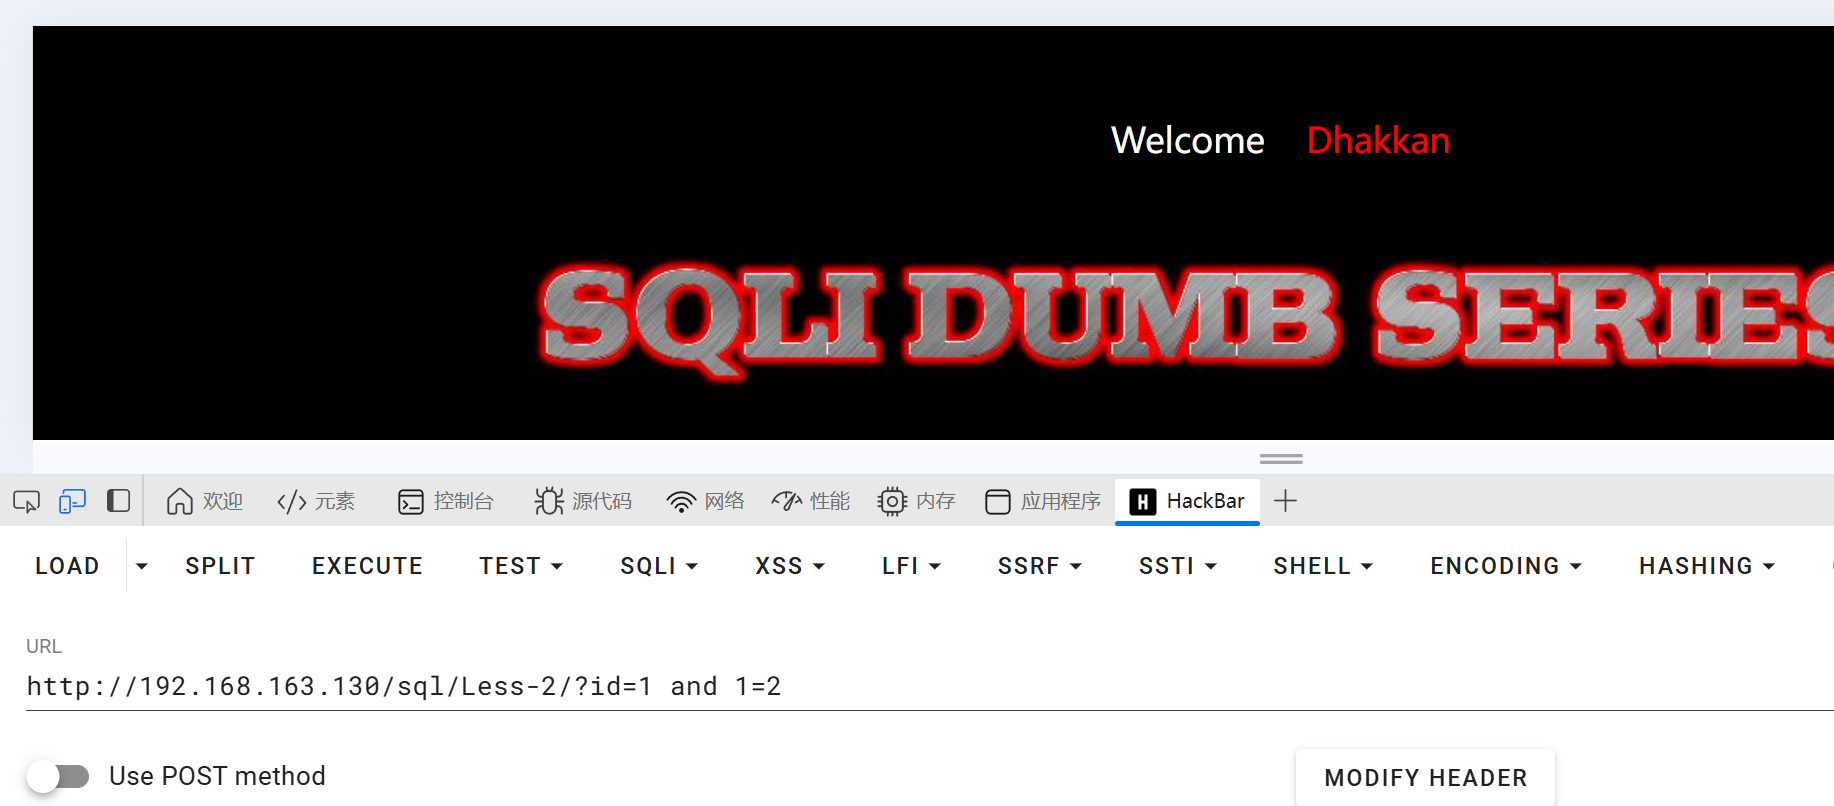 Welcome Dhakkan
SQLI DUMB SERIES
欢迎 元素 控制台 源代码 网络 性能 内存 应用程序 HackBar
LOAD SPLIT EXECUTE TEST SQLI XSS LFI SSRF SSTI SHELL ENCODING HASHING
URL
http://192.168.163.130/sql/Less-2/?id=1 and 1=2
Use POST method MODIFY HEADER